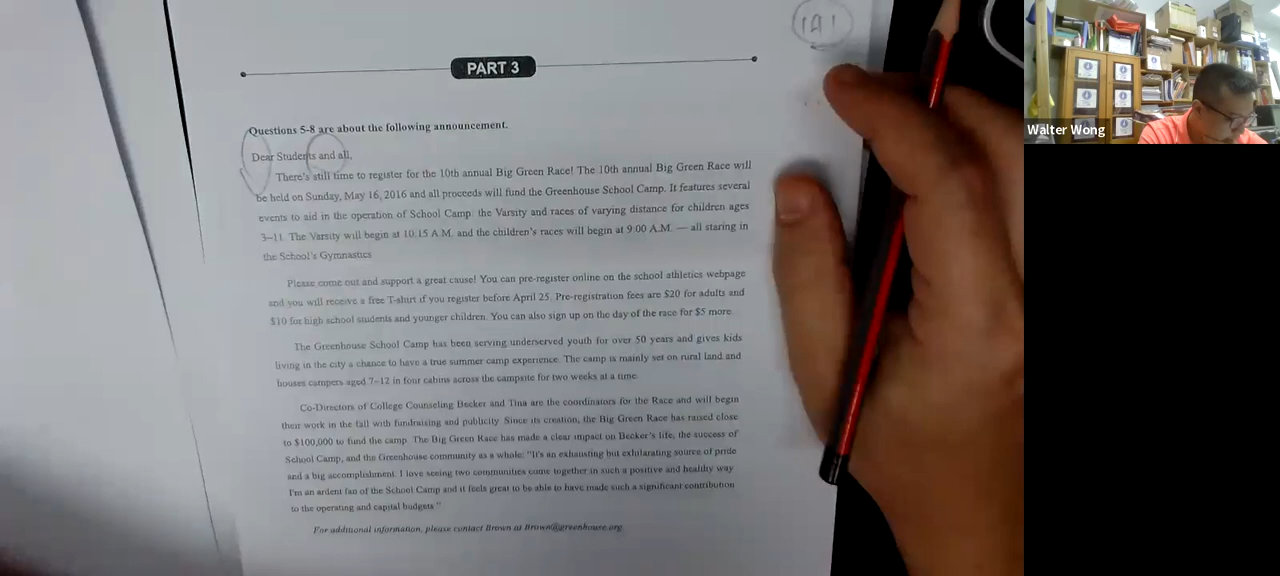 PART 3
Questions 5-8 are about the following announcement.
Dear Students and all,
There's still time to register for the 10th annual Big Green Race! The 10th annual Big Green Race will
be held on Sunday, May 16, 2016 and all proceeds will fund the Greenhouse School Camp. It features several
events to aid in the operation of School Camp: the Varsity and races of varying distance for children ages
3–11. The Varsity will begin at 10:15 A.M. and the children's races will begin at 9:00 A.M. — all staring in
the School's Gymnastics
Please come out and support a great cause! You can pre-register online on the school athletics webpage
and you will receive a free T-shirt if you register before April 25. Pre-registration fees are $20 for adults and
$10 for high school students and younger children. You can also sign up on the day of the race for $5 more.
The Greenhouse School Camp has been serving underserved youth for over 50 years and gives kids
living in the city a chance to have a true summer camp experience. The camp is mainly set on rural land and
houses campers aged 7–12 in four cabins across the campsite for two weeks at a time.
Co-Directors of College Counseling Becker and Tina are the coordinators for the Race and will begin
their work in the fall with fundraising and publicity. Since its creation, the Big Green Race has raised close
to $100,000 to fund the camp. The Big Green Race has made a clear impact on Becker's life, the success of
School Camp, and the Greenhouse community as a whole: "It's an exhausting but exhilarating source of pride
and a big accomplishment. I love seeing two communities come together in such a positive and healthy way
I'm an ardent fan of the School Camp and it feels great to be able to have made such a significant contribution
to the operating and capital budgets."
For additional information, please contact Brown at Brown@greenhouse.org
Walter Wong